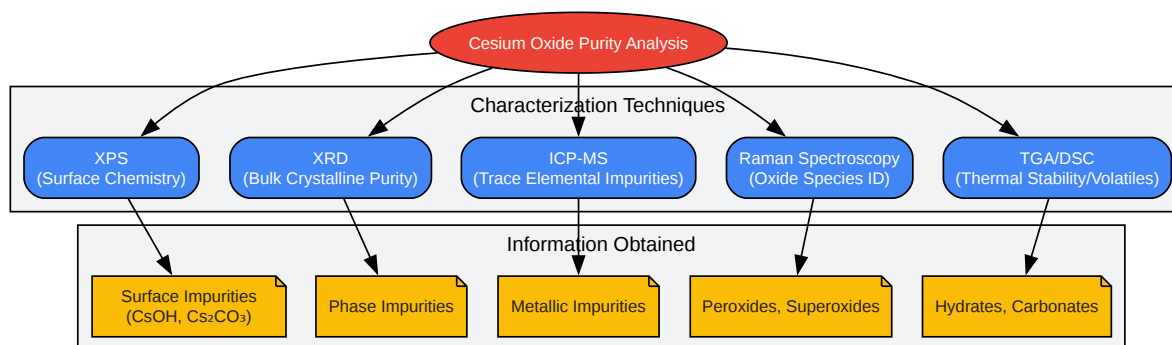 Cesium Oxide Purity Analysis
Characterization Techniques
XPS
(Surface Chemistry)
XRD
(Bulk Crystalline Purity)
ICP-MS
(Trace Elemental Impurities)
Raman Spectroscopy
(Oxide Species ID)
TGA/DSC
(Thermal Stability/Volatiles)
Information Obtained
Surface Impurities
(CsOH, Cs₂CO₃)
Phase Impurities
Metallic Impurities
Peroxides, Superoxides
Hydrates, Carbonates